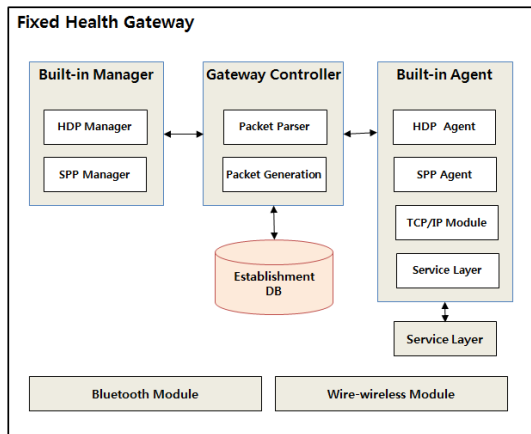 Fixed Health Gateway
Built-in Manager
HDP Manager
SPP Manager
Gateway Controller
Packet Parser
Packet Generation
Establishment
DB
Built-in Agent
HDP Agent
SPP Agent
TCP/IP Module
Service Layer
Service Layer
Bluetooth Module
Wire-wireless Module